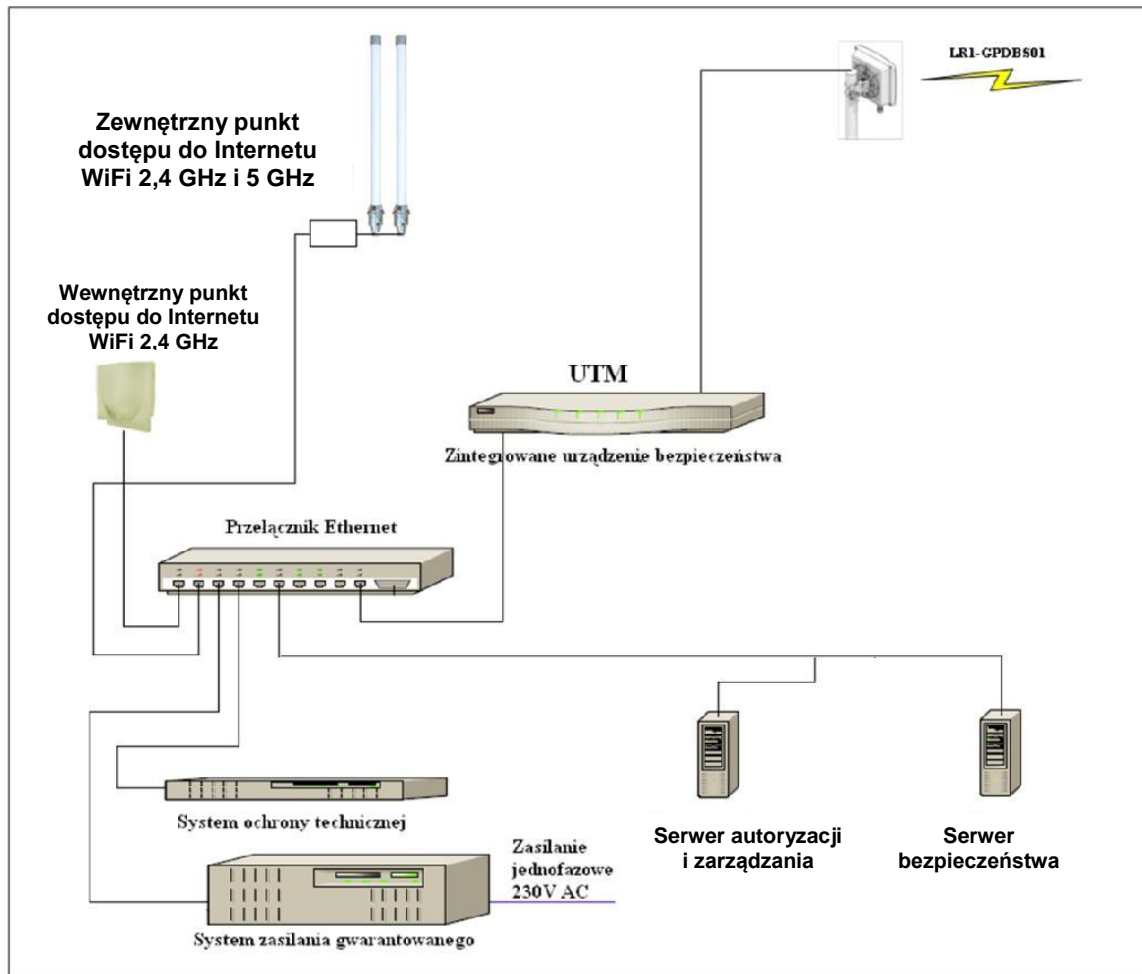 LR1-GPDBS01
Zewnętrzny punkt
dostępu do Internetu
WiFi 2,4 GHz i 5 GHz
Wewnętrzny punkt
dostępu do Internetu
WiFi 2,4 GHz
UTM
Zintegrowane urządzenie bezpieczeństwa
Przełącznik Ethernet
System ochrony technicznej
Serwer autoryzacji
i zarządzania
Serwer
bezpieczeństwa
Zasilanie
jednofazowe
230V AC
System zasilania gwarantowanego